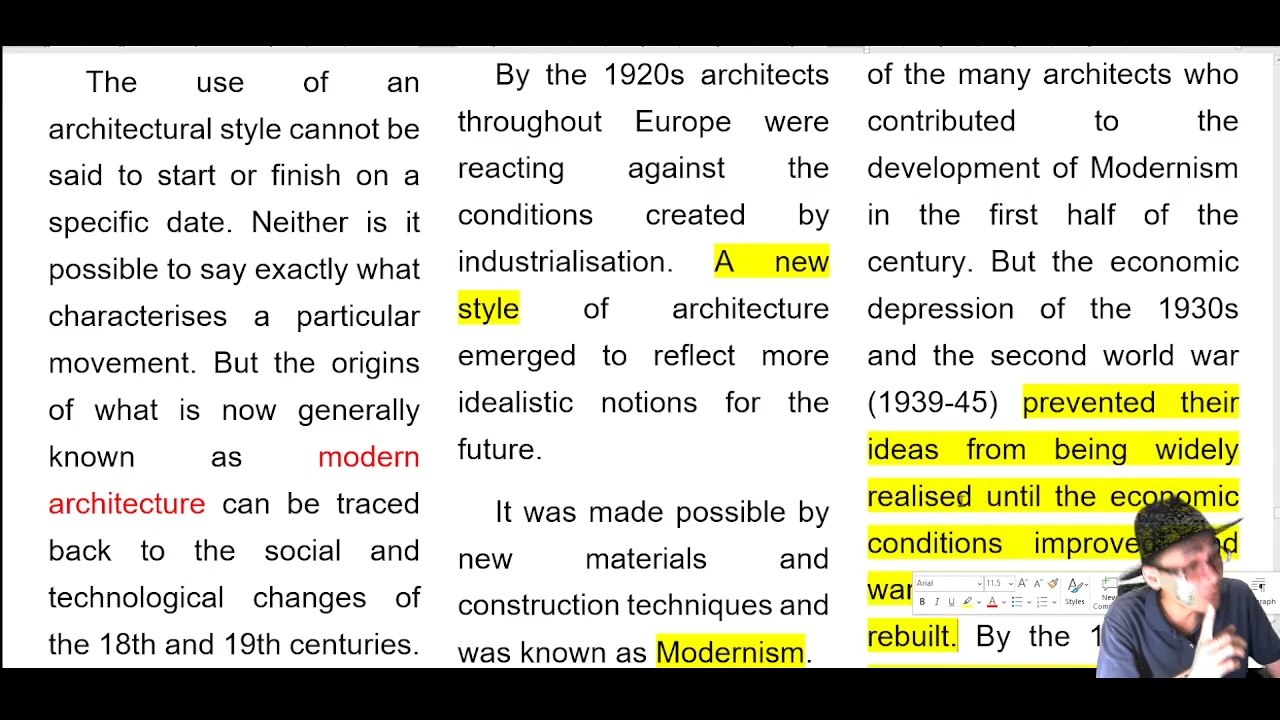 The use of an
architectural style cannot be
said to start or finish on a
specific date. Neither is it
possible to say exactly what
characterises a particular
movement. But the origins
of what is now generally
known as modern
architecture can be traced
back to the social and
technological changes of
the 18th and 19th centuries.
By the 1920s architects
throughout Europe were
reacting against the
conditions created by
industrialisation. A new
style of architecture
emerged to reflect more
idealistic notions for the
future.
It was made possible by
new materials and
construction techniques and
was known as Modernism.
of the many architects who
contributed to the
development of Modernism
in the first half of the
century. But the economic
depression of the 1930s
and the second world war
(1939-45) prevented their
ideas from being widely
realised until the economic
conditions improved
rebuilt. By the
Arial 11.5
B I U
Styles
New